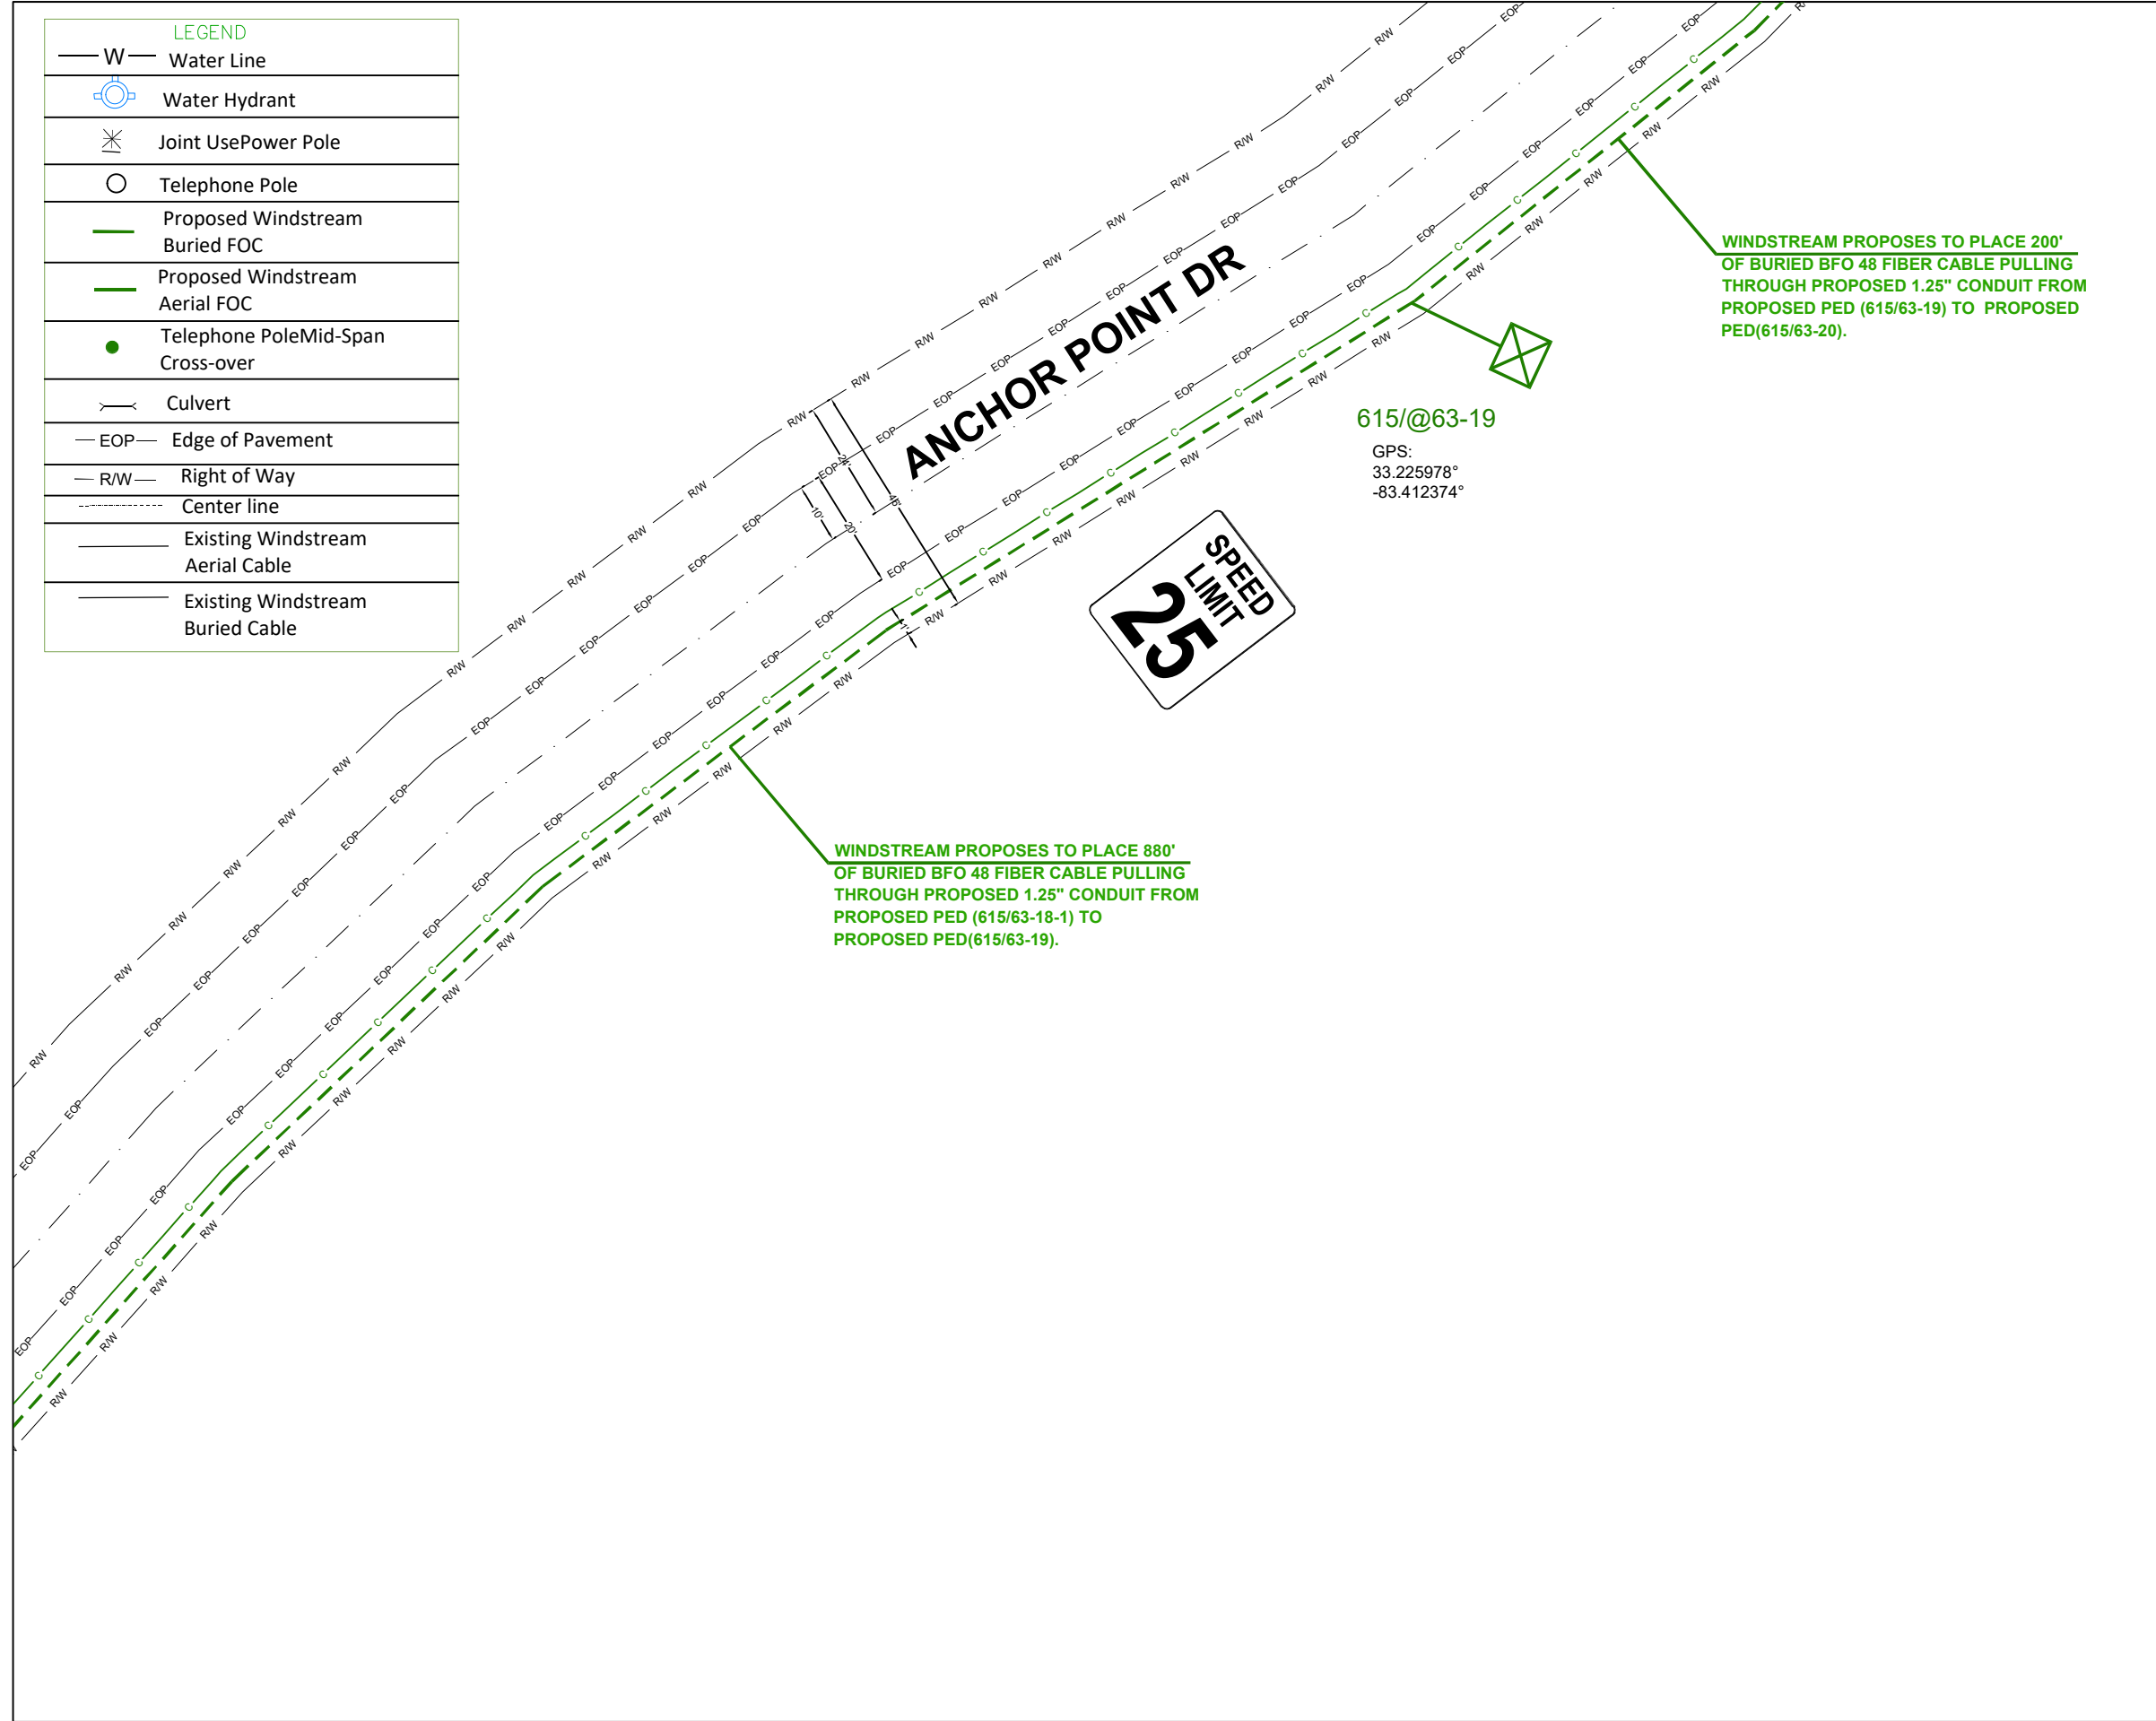 LEGEND
W Water Line
Water Hydrant
Joint UsePower Pole
Telephone Pole
Proposed Windstream
Buried FOC
Proposed Windstream
Aerial FOC
Telephone PoleMid-Span
Cross-over
Culvert
EOP Edge of Pavement
R/W Right of Way
Center line
Existing Windstream
Aerial Cable
Existing Windstream
Buried Cable
ANCHOR POINT DR
WINDSTREAM PROPOSES TO PLACE 200'
OF BURIED BFO 48 FIBER CABLE PULLING
THROUGH PROPOSED 1.25" CONDUIT FROM
PROPOSED PED (615/63-19) TO PROPOSED
PED(615/63-20).
615/@63-19
GPS:
33.225978°
-83.412374°
10'
20'
SPEED
LIMIT
25
WINDSTREAM PROPOSES TO PLACE 880'
OF BURIED BFO 48 FIBER CABLE PULLING
THROUGH PROPOSED 1.25" CONDUIT FROM
PROPOSED PED (615/63-18-1) TO
PROPOSED PED(615/63-19).
R/W
EOP
C